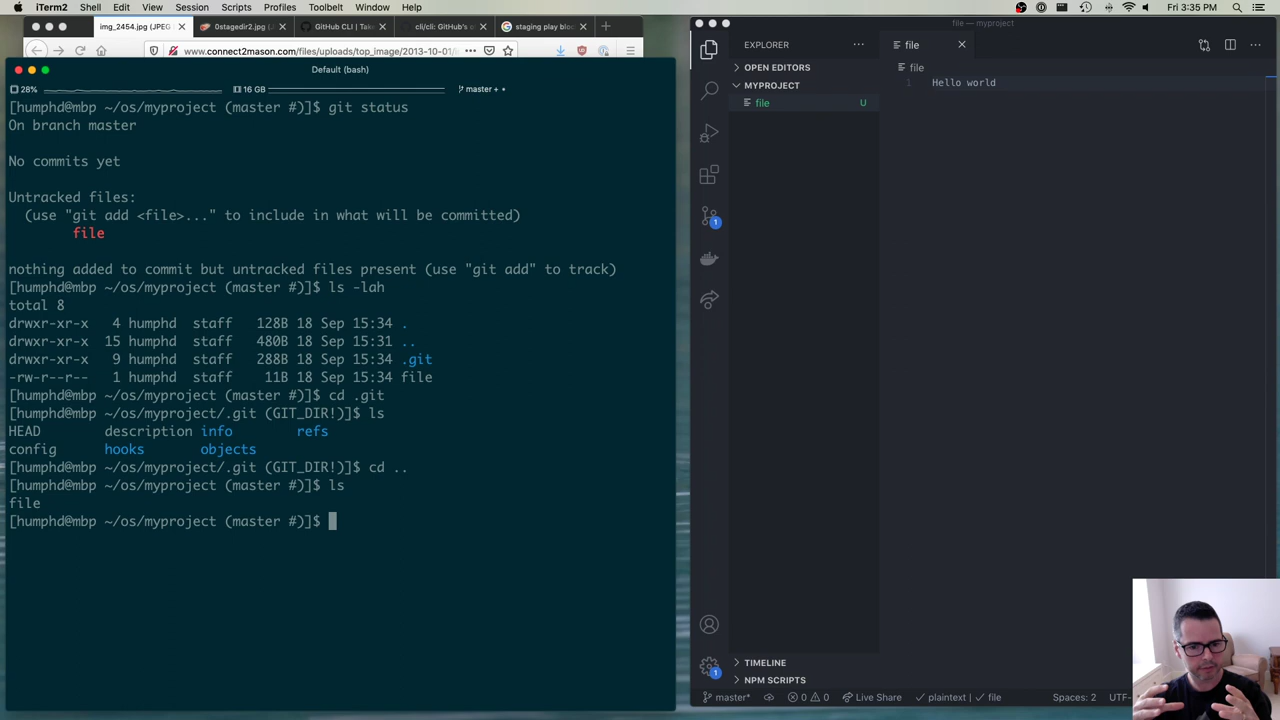 iTerm2 Shell Edit View Session Scripts Profiles Toolbelt Window Help Fri 3:35 PM
img_2454.jpg (JPEG I
0stagedir2.jpg (
GitHub CLI | Take
cli/cli: GitHub's o
staging play bloc
www.connect2mason.com/files/uploads/top_image/2013-10-01/
Default (bash)
28% 16 GB master + •
[humphd@mbp ~/os/myproject (master #)]$ git status
On branch master
No commits yet
Untracked files:
(use "git add <file>..." to include in what will be committed)
file
nothing added to commit but untracked files present (use "git add" to track)
[humphd@mbp ~/os/myproject (master #)]$ ls -lah
total 8
drwxr-xr-x 4 humphd staff 128B 18 Sep 15:34 .
drwxr-xr-x 15 humphd staff 480B 18 Sep 15:31 ..
drwxr-xr-x 9 humphd staff 288B 18 Sep 15:34 .git
-rw-r--r-- 1 humphd staff 11B 18 Sep 15:34 file
[humphd@mbp ~/os/myproject (master #)]$ cd .git
[humphd@mbp ~/os/myproject/.git (GIT_DIR!)]$ ls
HEAD description info refs
config hooks objects
[humphd@mbp ~/os/myproject/.git (GIT_DIR!)]$ cd ..
[humphd@mbp ~/os/myproject (master #)]$ ls
file
[humphd@mbp ~/os/myproject (master #)]$
file — myproject
EXPLORER
OPEN EDITORS
MYPROJECT
file U
1
TIMELINE
NPM SCRIPTS
1
file
file
1 Hello world
master* 0 0 Live Share plaintext | file Spaces: 2 UTF-